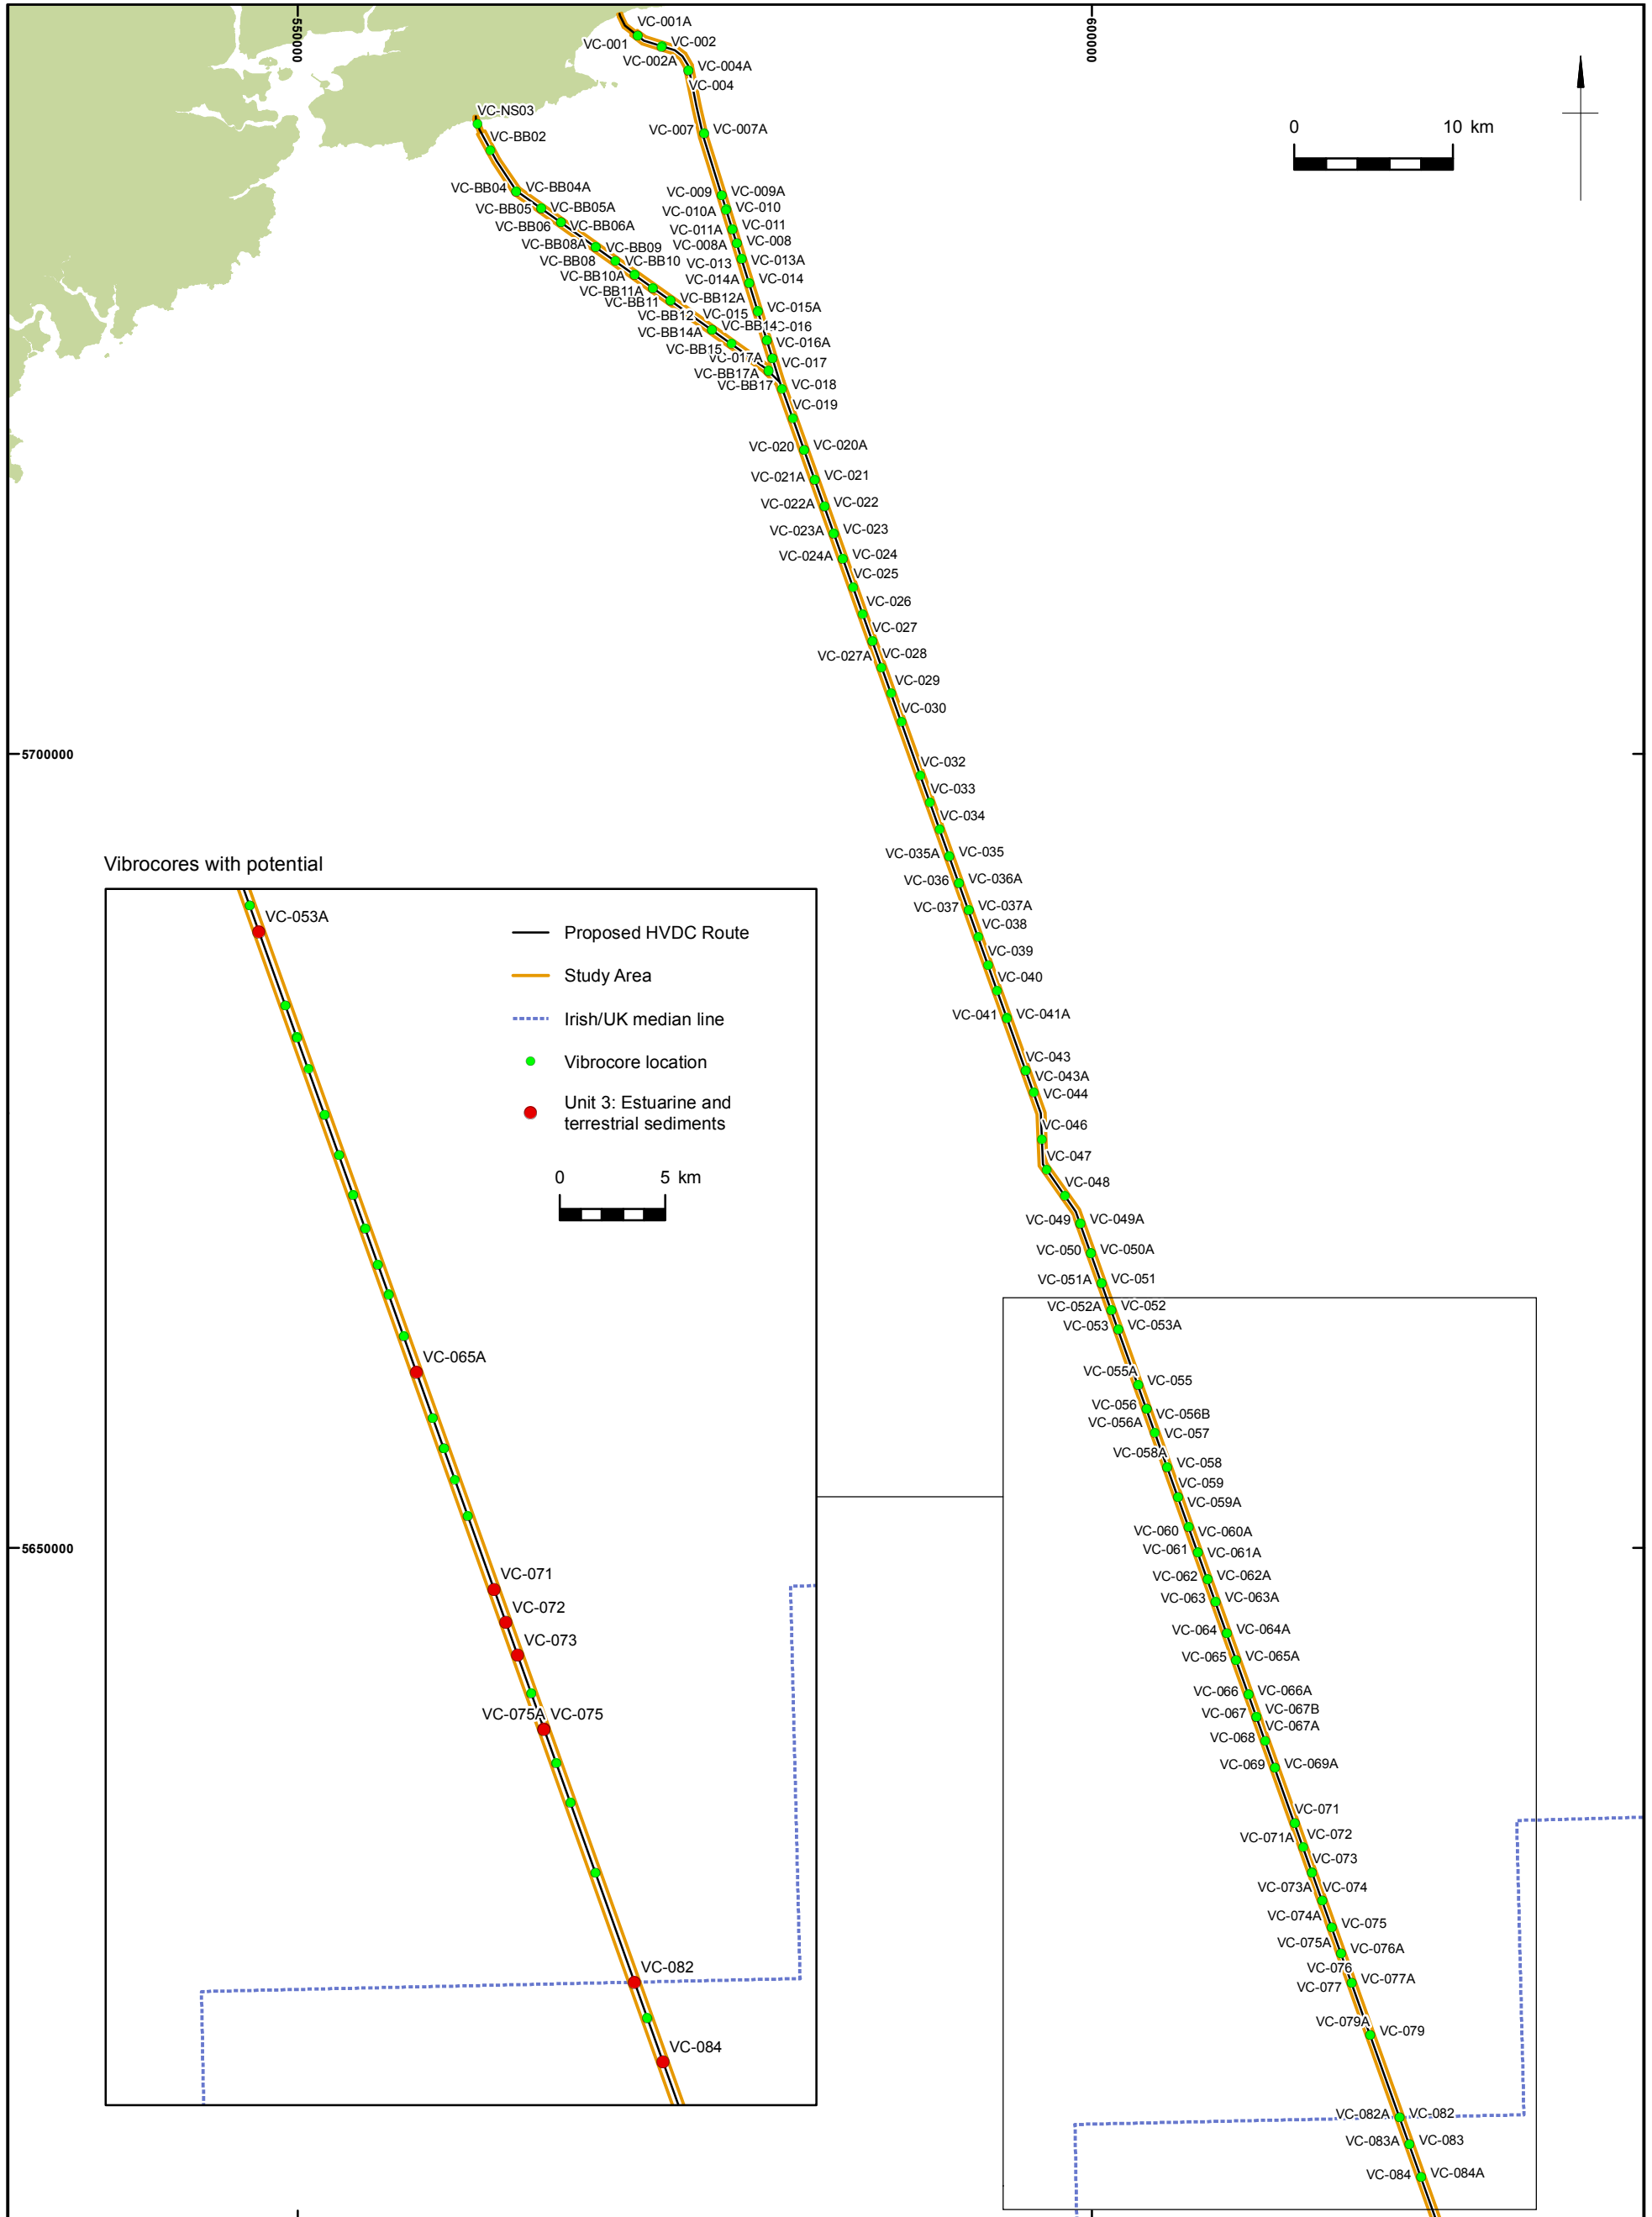 550000
600000
VC-001A
VC-001
VC-002
VC-002A
VC-004A
VC-004
VC-NS03
VC-007
VC-007A
0
10 km
VC-BB02
VC-BB04
VC-BB04A
VC-009
VC-009A
VC-BB05
VC-BB05A
VC-010A
VC-010
VC-BB06
VC-BB06A
VC-011A
VC-011
VC-BB08A
VC-BB09
VC-008A
VC-008
VC-BB08
VC-BB10
VC-013
VC-013A
VC-BB10A
VC-014A
VC-014
VC-BB11A
VC-BB11
VC-BB12A
VC-BB12
VC-015
VC-015A
VC-BB14A
VC-BB14
C-016
VC-BB15
VC-016A
VC-017A
VC-017
VC-BB17A
VC-BB17
VC-018
VC-019
VC-020
VC-020A
VC-021A
VC-021
VC-022A
VC-022
VC-023A
VC-023
VC-024A
VC-024
VC-025
VC-026
VC-027
VC-027A
VC-028
VC-029
VC-030
5700000
VC-032
VC-033
VC-034
VC-035A
VC-035
VC-036
VC-036A
VC-037
VC-037A
VC-038
VC-039
VC-040
VC-041
VC-041A
VC-043
VC-043A
VC-044
VC-046
VC-047
VC-048
VC-049
VC-049A
VC-050
VC-050A
VC-051A
VC-051
VC-052A
VC-052
VC-053
VC-053A
VC-055A
VC-055
VC-056
VC-056B
VC-056A
VC-057
VC-058A
VC-058
VC-059
VC-059A
VC-060
VC-060A
5650000
VC-061
VC-061A
VC-062
VC-062A
VC-063
VC-063A
VC-064
VC-064A
VC-065
VC-065A
VC-066
VC-066A
VC-067
VC-067B
VC-067A
VC-068
VC-069
VC-069A
VC-071
VC-071A
VC-072
VC-073
VC-073A
VC-074
VC-074A
VC-075
VC-075A
VC-076A
VC-076
VC-077
VC-077A
VC-079A
VC-079
VC-082A
VC-082
VC-083A
VC-083
VC-084
VC-084A
Vibrocores with potential
VC-053A
Proposed HVDC Route
Study Area
Irish/UK median line
Vibrocore location
Unit 3: Estuarine and
terrestrial sediments
0
5 km
VC-065A
VC-071
VC-072
VC-073
VC-075A
VC-075
VC-082
VC-084